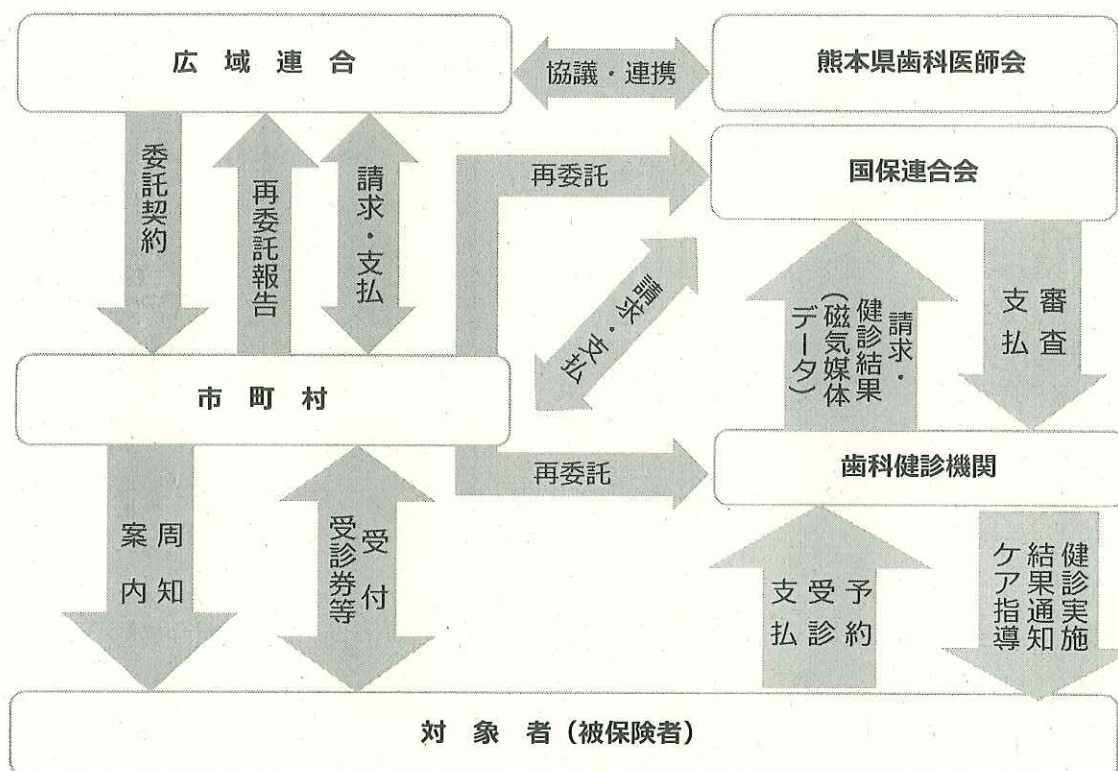 広域連合
協議・連携
熊本県歯科医師会
国保連合会
再委託
委託契約
再委託報告
請求・支払
請求・支払
請求・
健診結果
(磁気媒体
データ)
審査
支払
市町村
再委託
歯科健診機関
周知
案内
受付
受診券等
予約
受診
支払
健診実施
結果通知
ケア指導
対象者(被保険者)